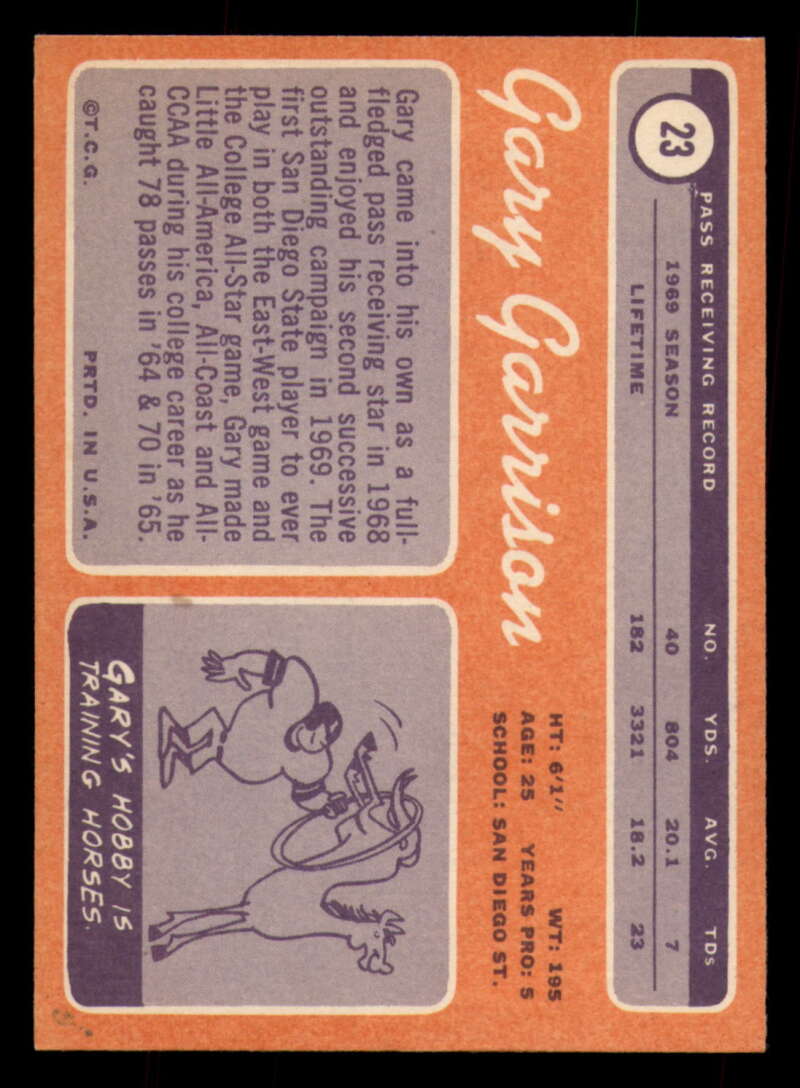 23
PASS RECEIVING RECORD NO. YDS. AVG. TDs
1969 SEASON 40 804 20.1 7
LIFETIME 182 3321 18.2 23
Gary Garrison
HT: 6'1" WT: 195
AGE: 25 YEARS PRO: 5
SCHOOL: SAN DIEGO ST.
Gary came into his own as a full-
fledged pass receiving star in 1968
and enjoyed his second successive
outstanding campaign in 1969. The
first San Diego State player to ever
play in both the East-West game and
the College All-Star game, Gary made
Little All-America, All-Coast and All-
CCAA during his college career as he
caught 78 passes in '64 & 70 in '65.
©T.C.G. PRTD. IN U.S.A.
GARY'S HOBBY IS
TRAINING HORSES.